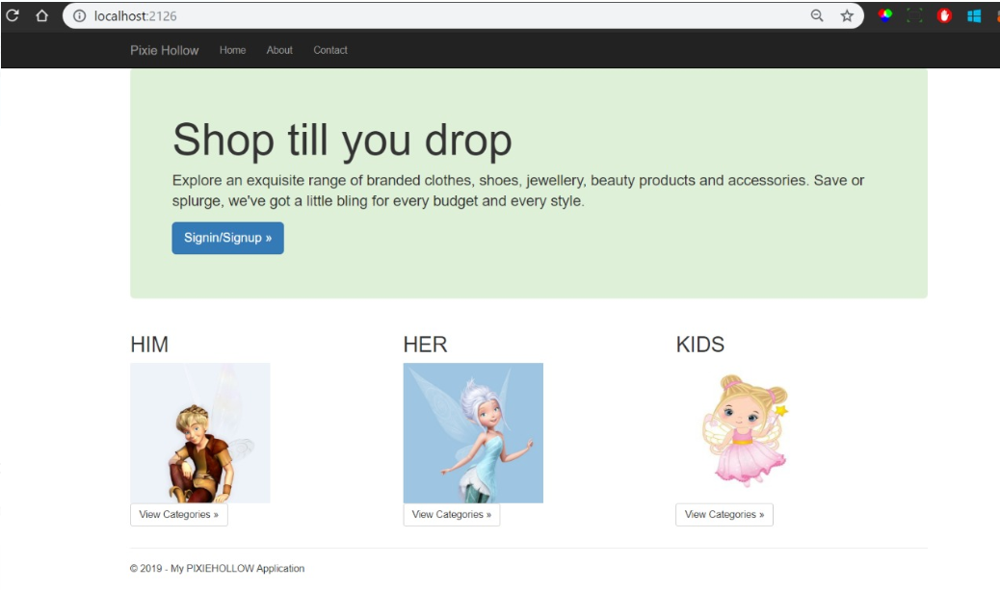 localhost:2126
Pixie Hollow Home About Contact
Shop till you drop
Explore an exquisite range of branded clothes, shoes, jewellery, beauty products and accessories. Save or
splurge, we've got a little bling for every budget and every style.
Signin/Signup »
HIM HER KIDS
View Categories » View Categories » View Categories »
© 2019 - My PIXIEHOLLOW Application